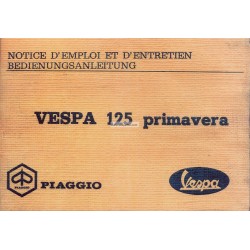 NOTICE D'EMPLOI ET D'ENTRETIEN
BEDIENUNGSANLEITUNG
VESPA 125 primavera
PIAGGIO
Vespa